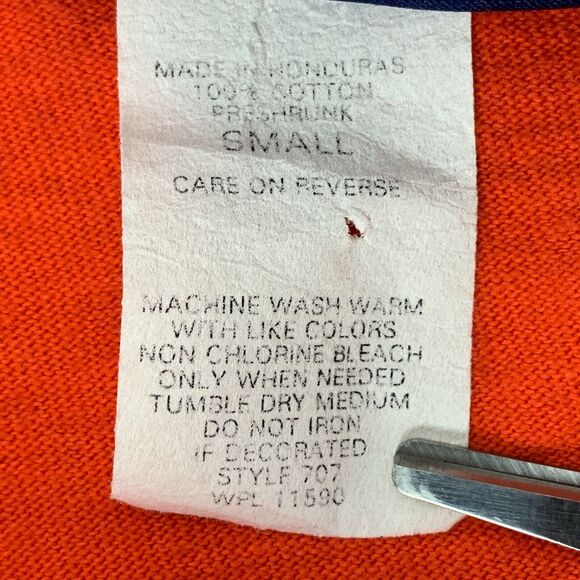 MADE IN HONDURAS
100% COTTON
PRESHRUNK
SMALL
CARE ON REVERSE
MACHINE WASH WARM
WITH LIKE COLORS
NON CHLORINE BLEACH
ONLY WHEN NEEDED
TUMBLE DRY MEDIUM
DO NOT IRON
IF DECORATED
STYLE 707
WPL 11590